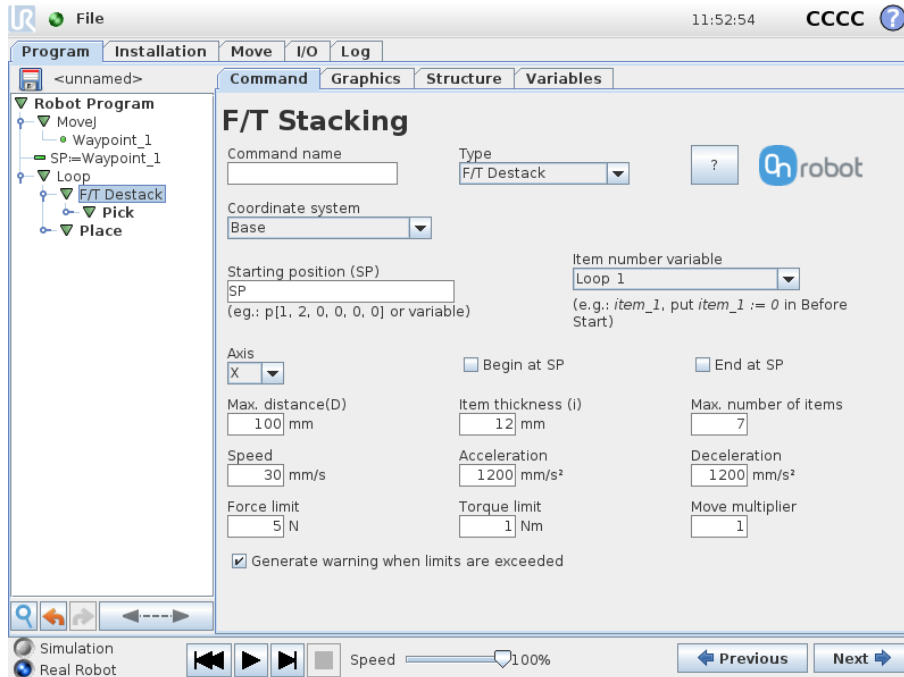 File
11:52:54
CCCC
?
Program
Installation
Move
I/O
Log
<unnamed>
Command
Graphics
Structure
Variables
Robot Program
MoveJ
Waypoint_1
SP:=Waypoint_1
Loop
F/T Destack
Pick
Place
F/T Stacking
Command name
Type
F/T Destack
?
On robot
Coordinate system
Base
Starting position (SP)
SP
(eg.: p[1, 2, 0, 0, 0, 0] or variable)
Item number variable
Loop 1
(e.g.: item_1, put item_1 := 0 in Before
Start)
Axis
X
Begin at SP
End at SP
Max. distance(D)
100 mm
Item thickness (i)
12 mm
Max. number of items
7
Speed
30 mm/s
Acceleration
1200 mm/s²
Deceleration
1200 mm/s²
Force limit
5 N
Torque limit
1 Nm
Move multiplier
1
Generate warning when limits are exceeded
Simulation
Real Robot
Speed
100%
Previous
Next